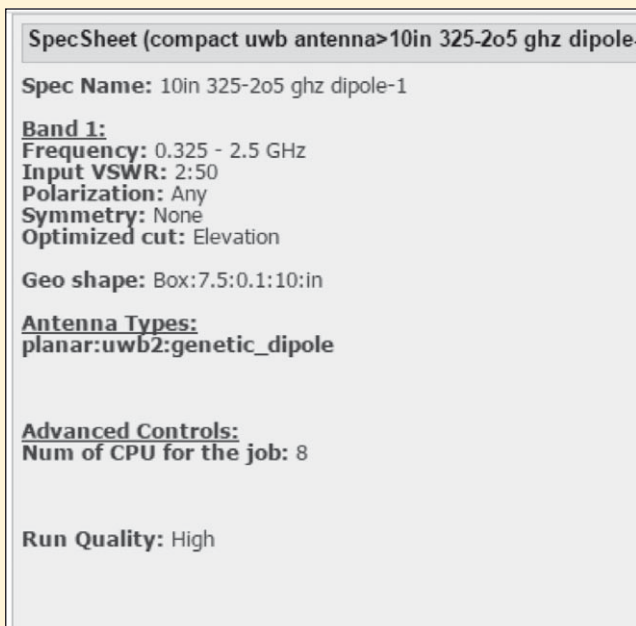 SpecSheet (compact uwb antenna>10in 325-2o5 ghz dipole-
Spec Name: 10in 325-2o5 ghz dipole-1
Band 1:
Frequency: 0.325 - 2.5 GHz
Input VSWR: 2:50
Polarization: Any
Symmetry: None
Optimized cut: Elevation
Geo shape: Box:7.5:0.1:10:in
Antenna Types:
planar:uwb2:genetic_dipole
Advanced Controls:
Num of CPU for the job: 8
Run Quality: High